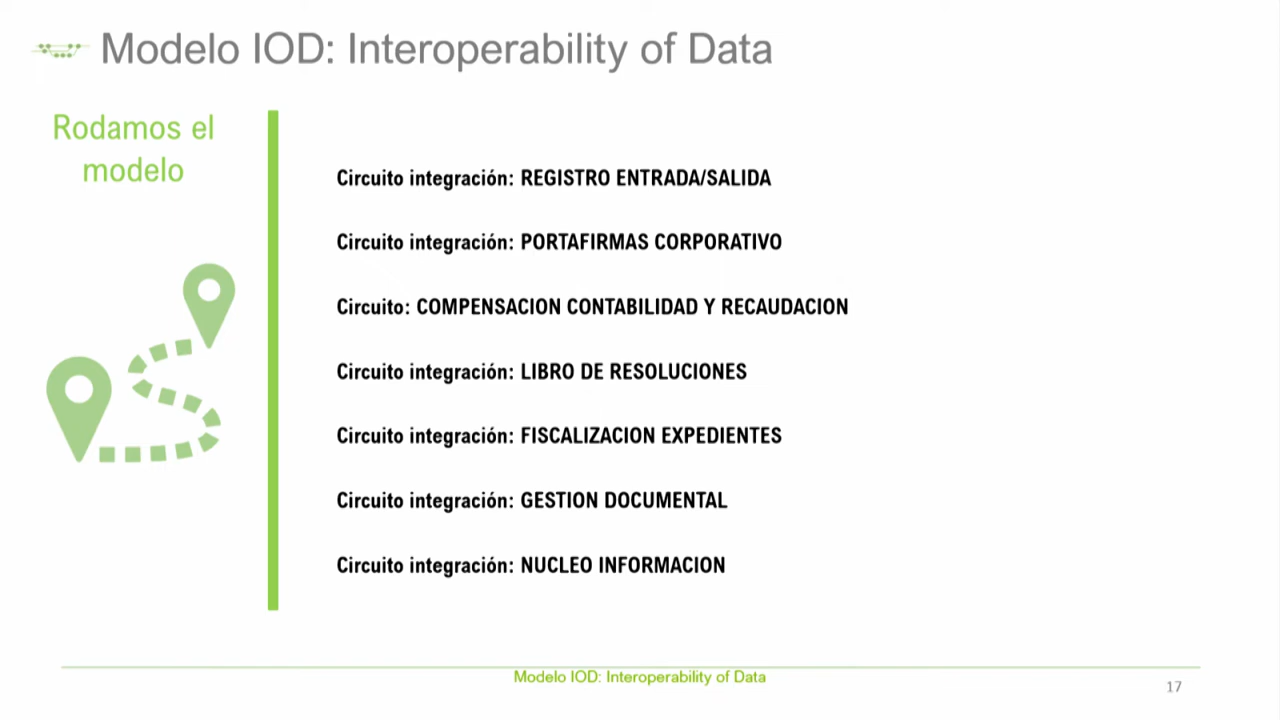 Modelo IOD: Interoperability of Data
Rodamos el
modelo
Circuito integración: REGISTRO ENTRADA/SALIDA
Circuito integración: PORTAFIRMAS CORPORATIVO
Circuito: COMPENSACION CONTABILIDAD Y RECAUDACION
Circuito integración: LIBRO DE RESOLUCIONES
Circuito integración: FISCALIZACION EXPEDIENTES
Circuito integración: GESTION DOCUMENTAL
Circuito integración: NUCLEO INFORMACION
Modelo IOD: Interoperability of Data
17